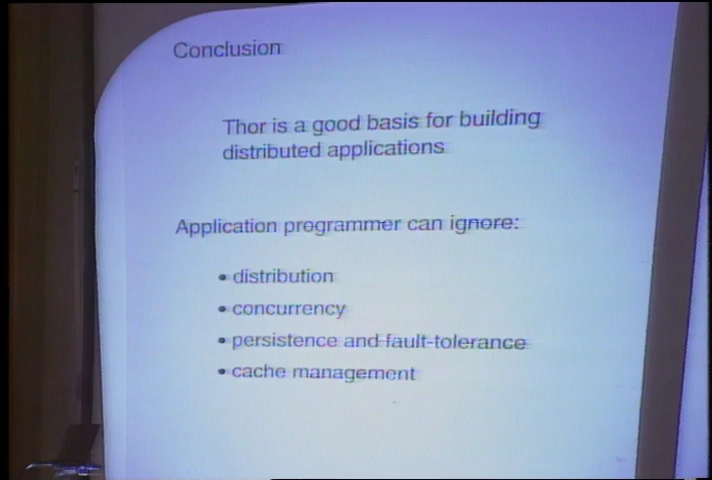 Conclusion
Thor is a good basis for building
distributed applications
Application programmer can ignore:
• distribution
• concurrency
• persistence and fault-tolerance
• cache management